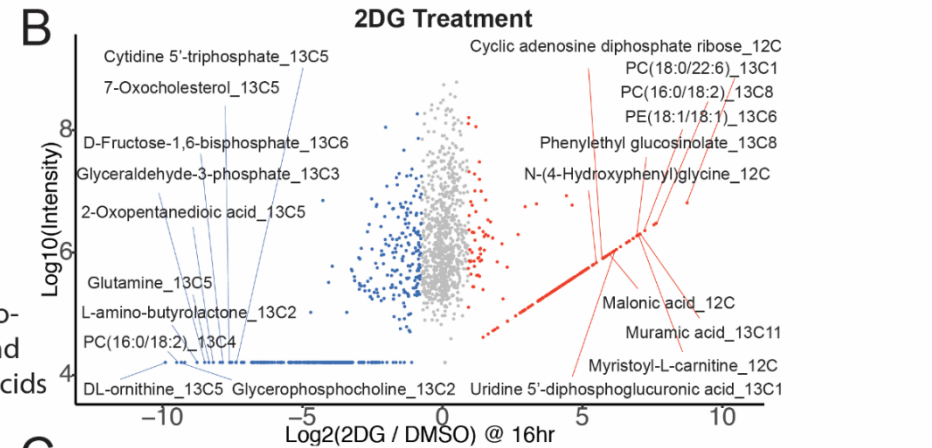 B
2DG Treatment
Cytidine 5'-triphosphate_13C5
7-Oxocholesterol_13C5
D-Fructose-1,6-bisphosphate_13C6
Glyceraldehyde-3-phosphate_13C3
2-Oxopentanedioic acid_13C5
Glutamine_13C5
L-amino-butyrolactone_13C2
PC(16:0/18:2)_13C4
DL-ornithine_13C5
Glycerophosphocholine_13C2
Cyclic adenosine diphosphate ribose_12C
PC(18:0/22:6)_13C1
PC(16:0/18:2)_13C8
PE(18:1/18:1)_13C6
Phenylethyl glucosinolate_13C8
N-(4-Hydroxyphenyl)glycine_12C
Malonic acid_12C
Muramic acid_13C11
Myristoyl-L-carnitine_12C
Uridine 5'-diphosphoglucuronic acid_13C1
Log10(Intensity)
8
6
4
−10 −5 0 5 10
Log2(2DG / DMSO) @ 16hr
o-
nd
cids